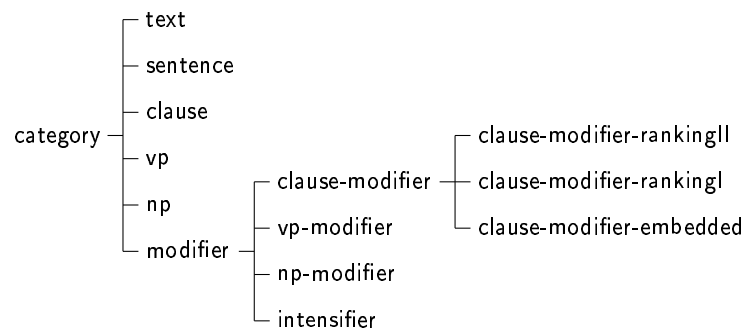 text
sentence
clause
category
clause-modifier-rankingII
vp
clause-modifier
clause-modifier-rankingI
np
vp-modifier
clause-modifier-embedded
modifier
np-modifier
intensifier